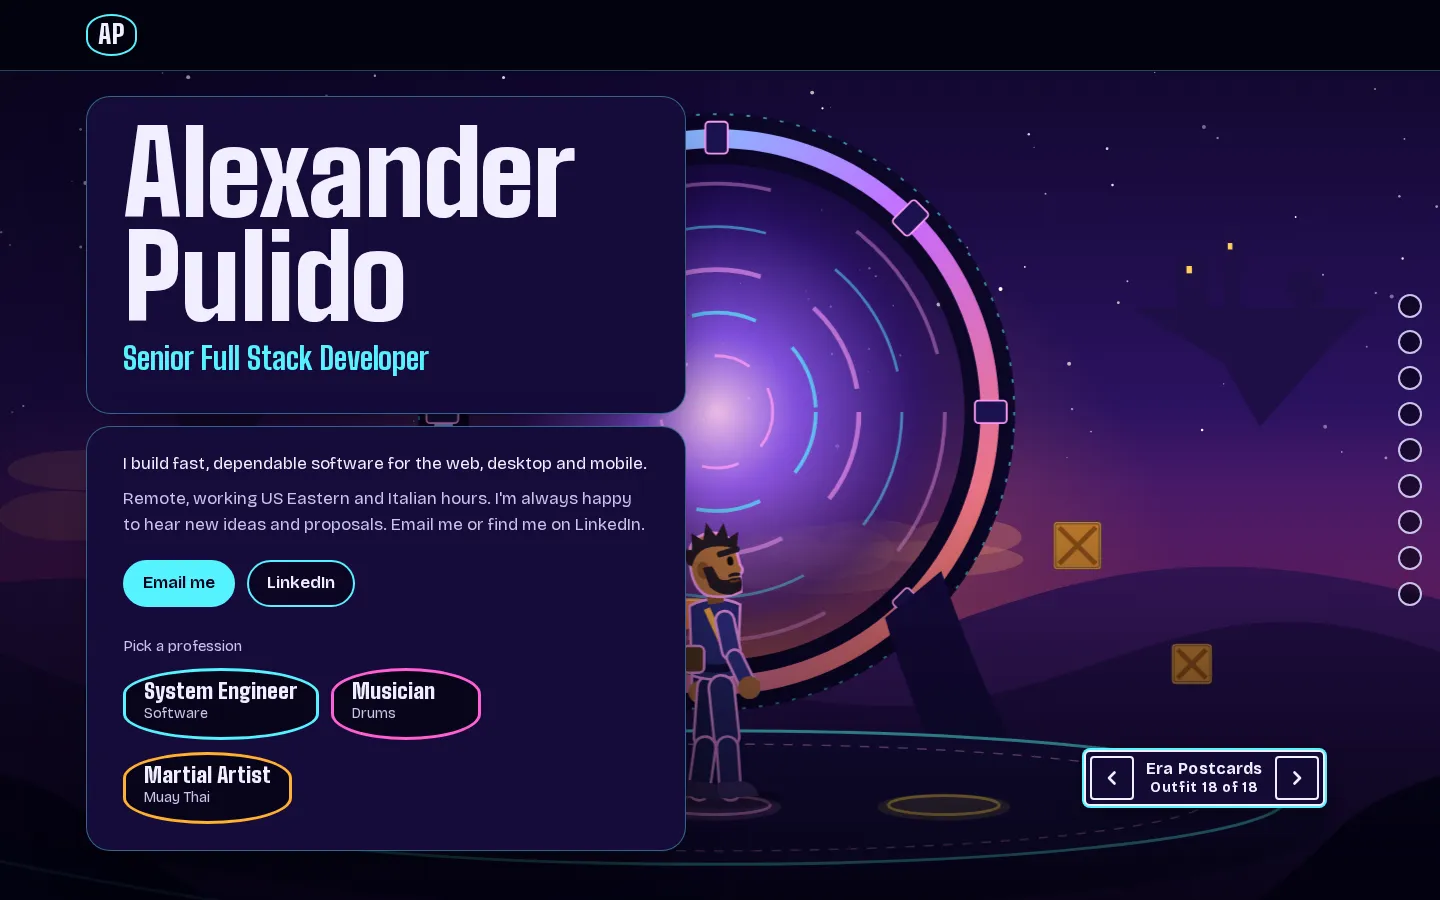 AP
Alexander
Pulido
Senior Full Stack Developer
I build fast, dependable software for the web, desktop and mobile.
Remote, working US Eastern and Italian hours. I'm always happy
to hear new ideas and proposals. Email me or find me on LinkedIn.
Email me
LinkedIn
Pick a profession
System Engineer
Software
Musician
Drums
Martial Artist
Muay Thai
Era Postcards
Outfit 18 of 18